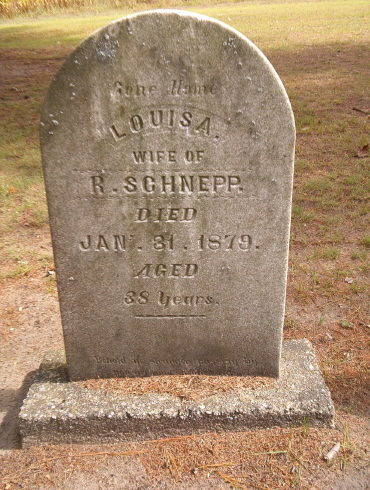 Gone Home
LOUISA.
WIFE OF
R. SCHNEPP.
DIED
JAN. 31. 1879.
AGED
38 Years.